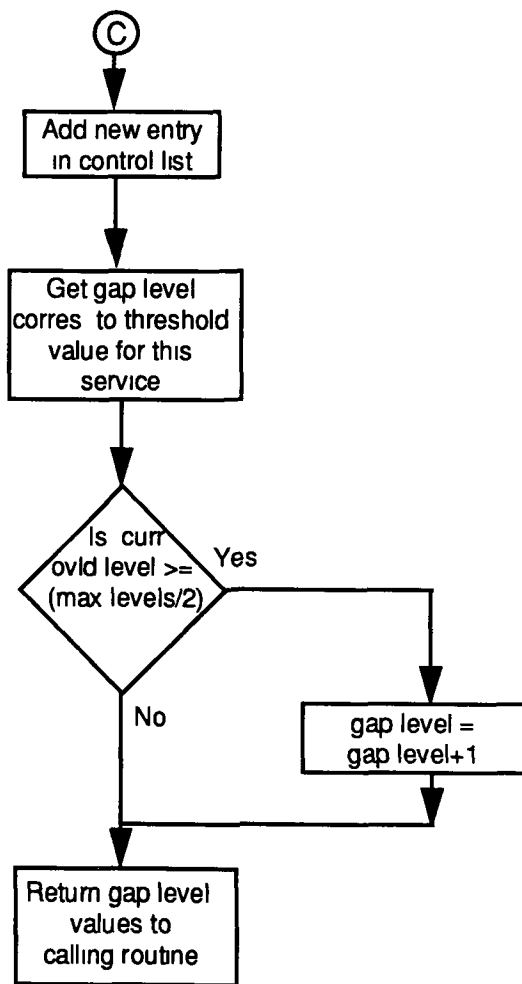 C
Add new entry
in control list
Get gap level
corres to threshold
value for this
service
Is curr
ovld level >=
(max levels/2)
Yes
No
gap level =
gap level+1
Return gap level
values to
calling routine